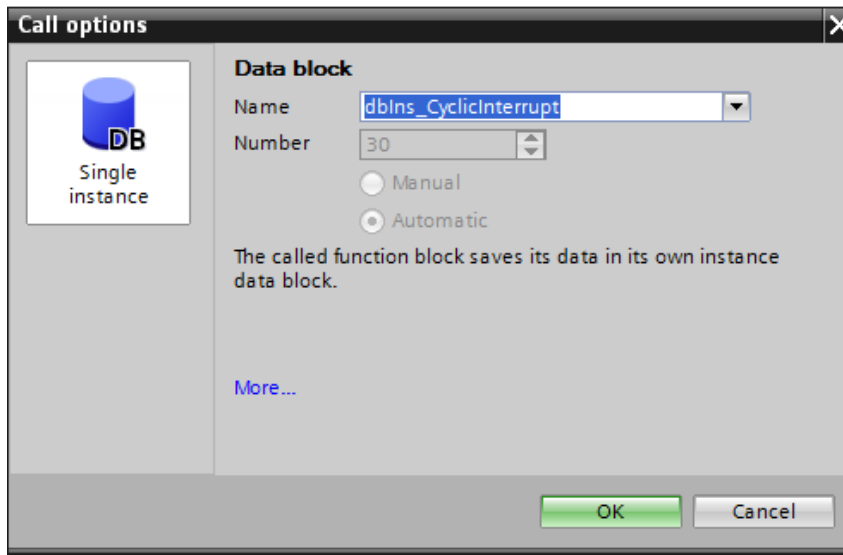 Call options
DB
Single
instance
Data block
Name
dbIns_CyclicInterrupt
Number
30
Manual
Automatic
The called function block saves its data in its own instance
data block.
More...
OK
Cancel